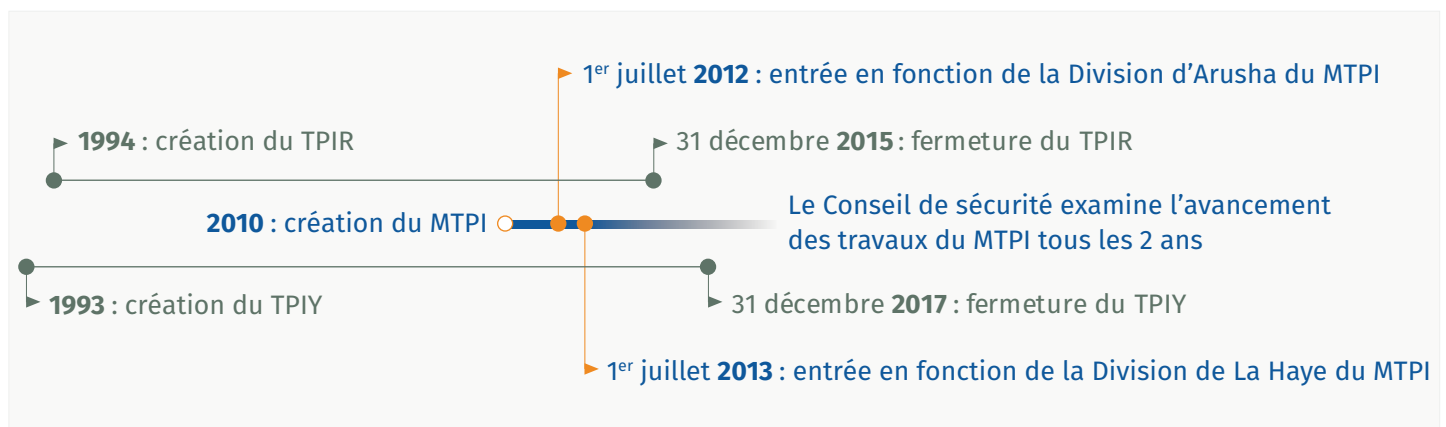 1er juillet 2012 : entrée en fonction de la Division d’Arusha du MTPI
1994 : création du TPIR
31 décembre 2015 : fermeture du TPIR
2010 : création du MTPI
Le Conseil de sécurité examine l’avancement
des travaux du MTPI tous les 2 ans
1993 : création du TPIY
31 décembre 2017 : fermeture du TPIY
1er juillet 2013 : entrée en fonction de la Division de La Haye du MTPI